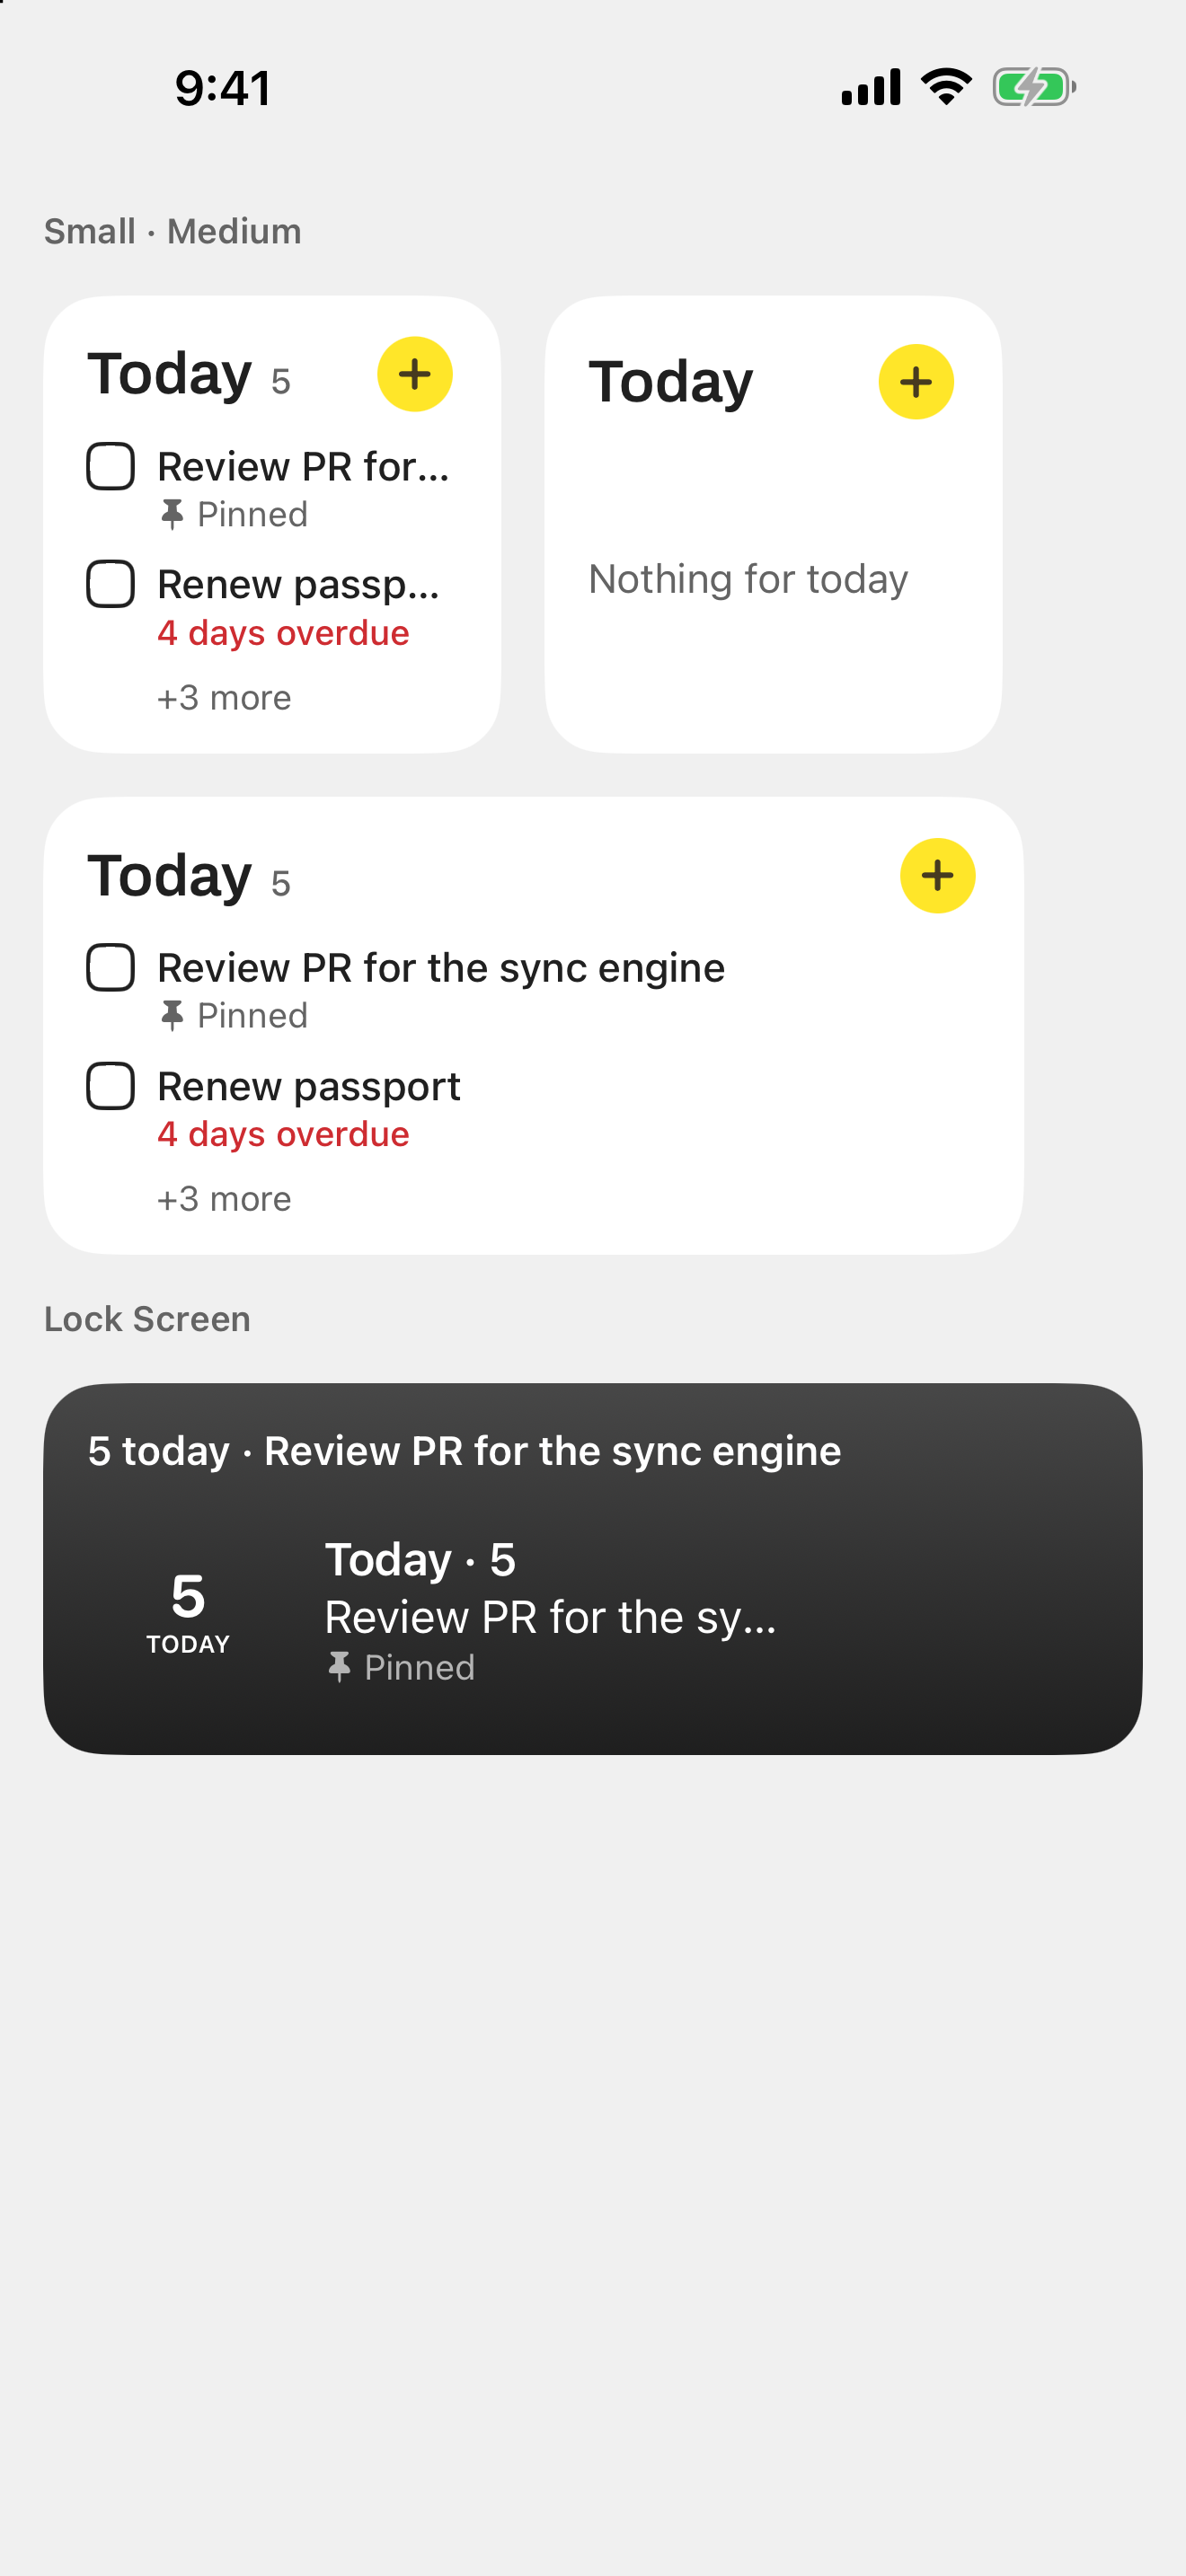 9:41
Small · Medium
Today 5
Review PR for...
Pinned
Renew passp...
4 days overdue
+3 more
Today
Nothing for today
Today 5
Review PR for the sync engine
Pinned
Renew passport
4 days overdue
+3 more
Lock Screen
5 today · Review PR for the sync engine
5
TODAY
Today · 5
Review PR for the sy...
Pinned